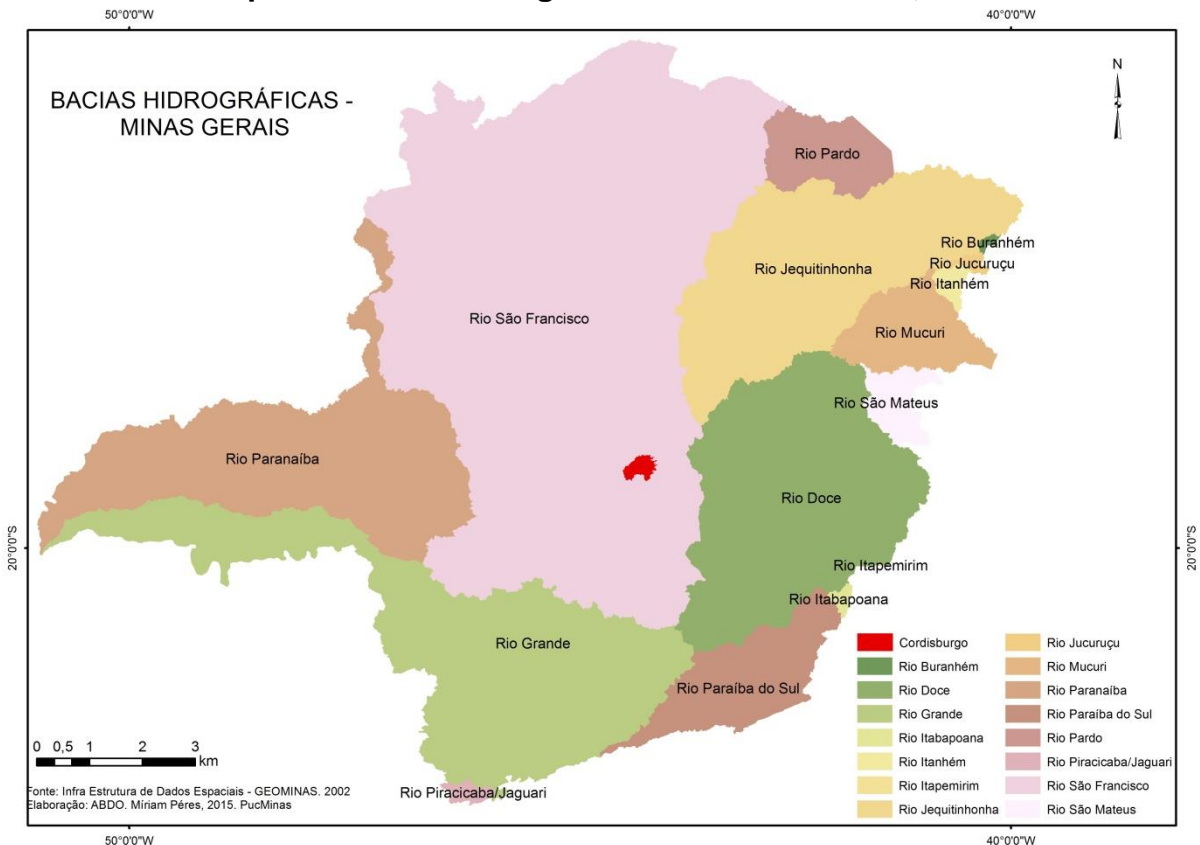 50°0'0"W
40°0'0"W
BACIAS HIDROGRÁFICAS -
MINAS GERAIS
N
Rio Pardo
Rio Buranhém
Rio Jequitinhonha
Rio Jucuruçu
Rio Itanhém
Rio São Francisco
Rio Mucuri
Rio São Mateus
Rio Paranaíba
Rio Doce
20°0'0"S
20°0'0"S
Rio Itapemirim
Rio Itabapoana
Rio Grande
Rio Paraíba do Sul
Rio Piracicaba/Jaguari
Cordisburgo
Rio Buranhém
Rio Doce
Rio Grande
Rio Itabapoana
Rio Itanhém
Rio Itapemirim
Rio Jequitinhonha
Rio Jucuruçu
Rio Mucuri
Rio Paranaíba
Rio Paraíba do Sul
Rio Pardo
Rio Piracicaba/Jaguari
Rio São Francisco
Rio São Mateus
0 0,5 1 2 3
km
Fonte: Infra Estrutura de Dados Espaciais - GEOMINAS. 2002
Elaboração: ABDO. Míriam Péres, 2015. PucMinas
50°0'0"W
40°0'0"W